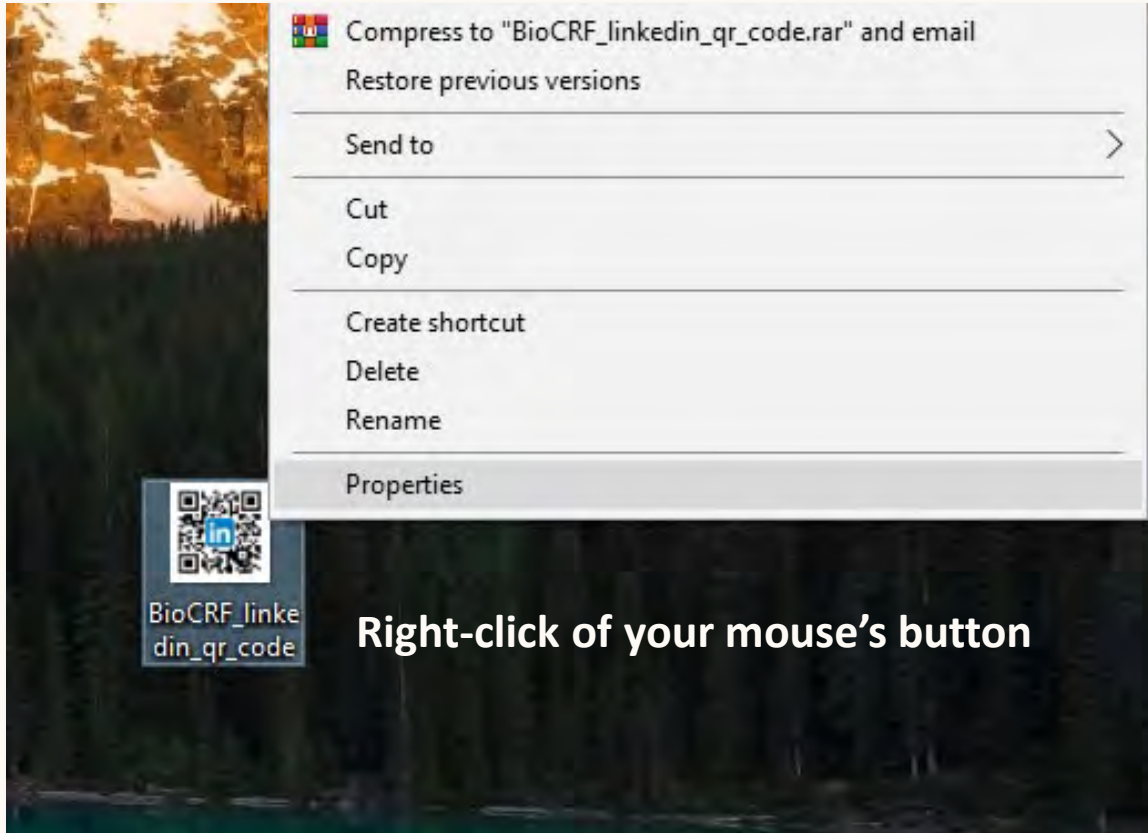 Compress to "BioCRF_linkedin_qr_code.rar" and email
Restore previous versions
Send to
Cut
Copy
Create shortcut
Delete
Rename
Properties
in
BioCRF_linke
din_qr_code
Right-click of your mouse’s button